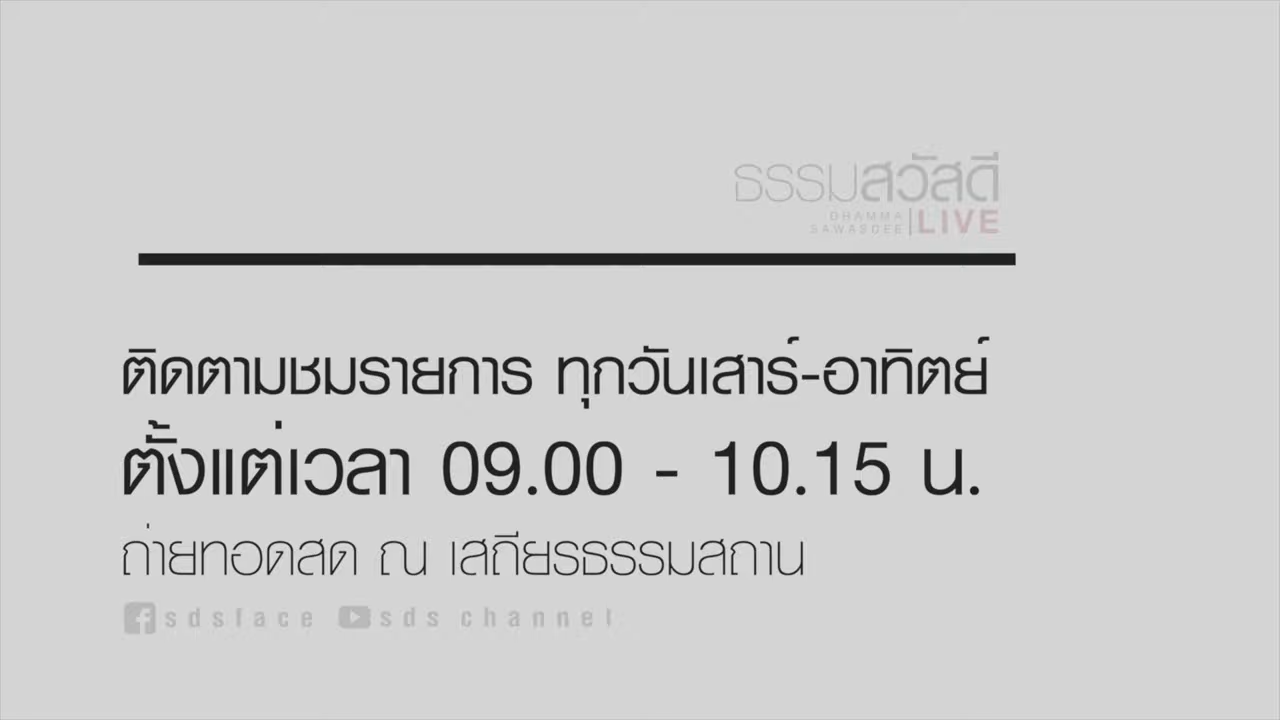 ธรรมสวัสดี
DHAMMA
SAWASDEE
LIVE
ติดตามชมรายการ ทุกวันเสาร์-อาทิตย์
ตั้งแต่เวลา 09.00 - 10.15 น.
ถ่ายทอดสด ณ เสถียรธรรมสถาน
sdsface sds channel